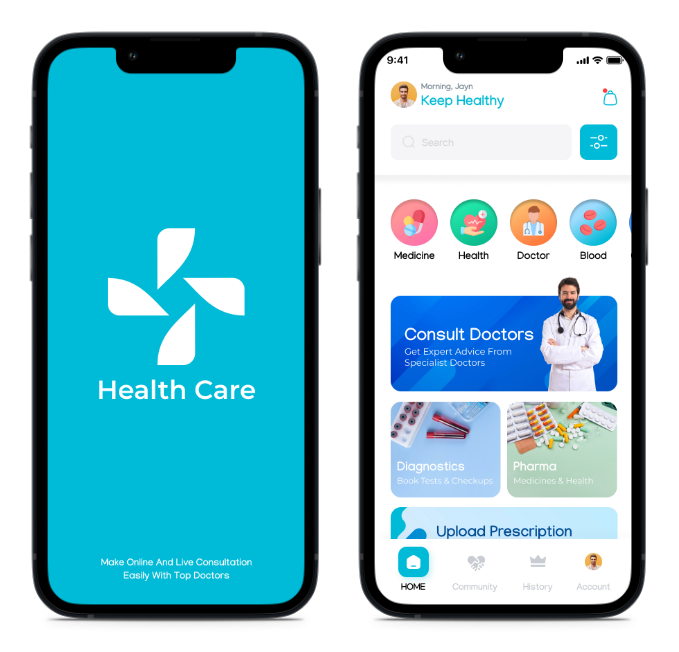 Health Care
Make Online And Live Consultation
Easily With Top Doctors
9:41
Morning, Jayn
Keep Healthy
Search
Medicine
Health
Doctor
Blood
Consult Doctors
Get Expert Advice From
Specialist Doctors
Diagnostics
Book Tests & Checkups
Pharma
Medicines & Health
Upload Prescription
HOME
Community
History
Account